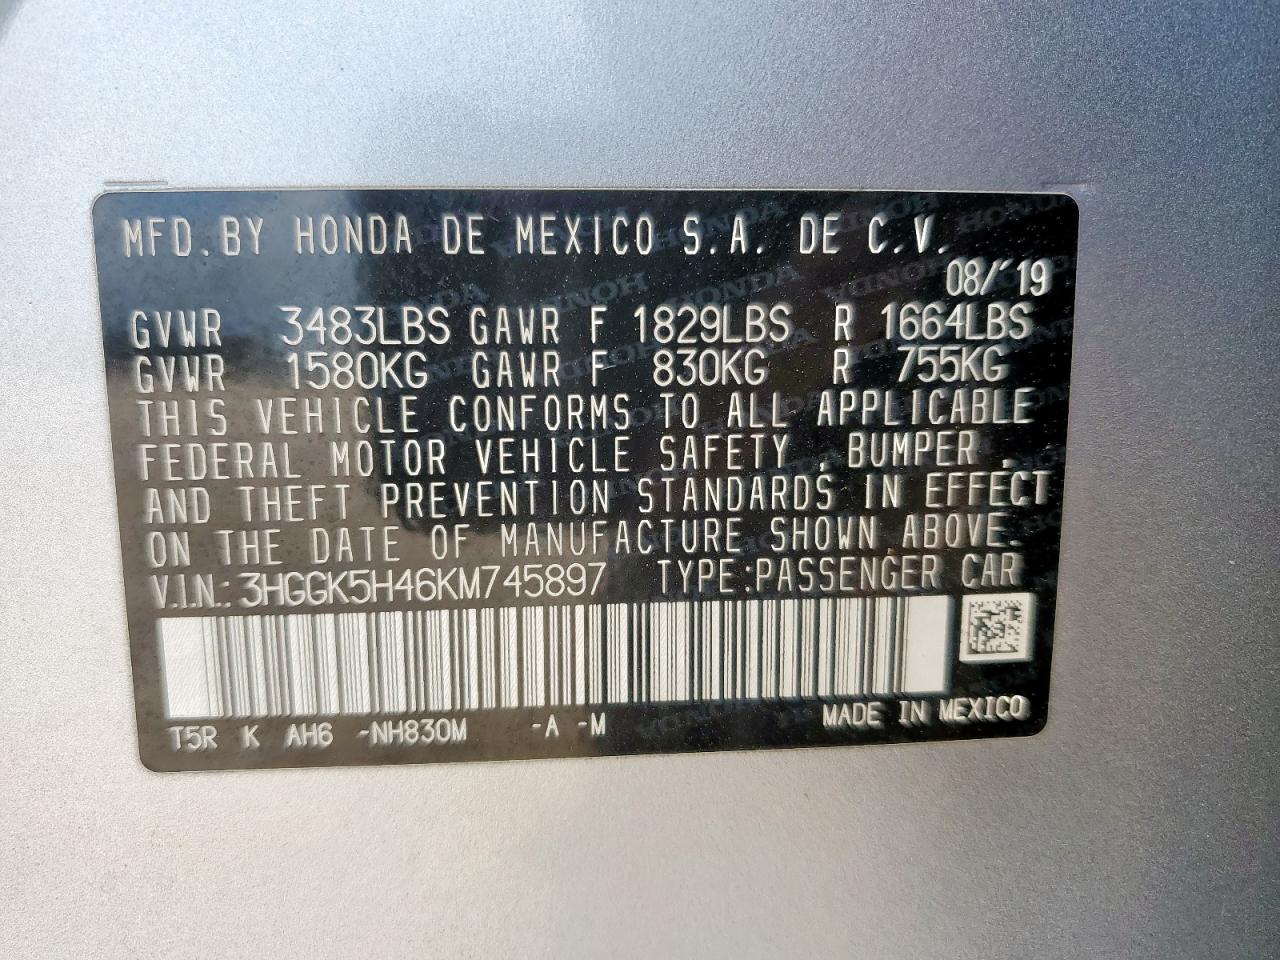 MFD.BY HONDA DE MEXICO S.A. DE C.V.
08/'19
GVWR 3483LBS GAWR F 1829LBS R 1664LBS
GVWR 1580KG GAWR F 830KG R 755KG
THIS VEHICLE CONFORMS TO ALL APPLICABLE
FEDERAL MOTOR VEHICLE SAFETY , BUMPER ,
AND THEFT PREVENTION STANDARDS IN EFFECT
ON THE DATE OF MANUFACTURE SHOWN ABOVE.
V.I.N.: 3HGGK5H46KM745897 TYPE:PASSENGER CAR
T5R K AH6 -NH830M -A -M MADE IN MEXICO